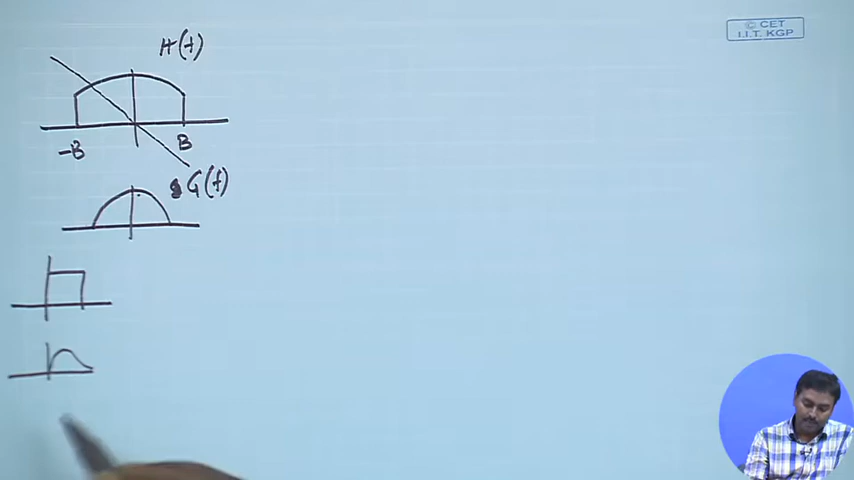 © CET
I.I.T. KGP
H(f)
-B
B
G(f)